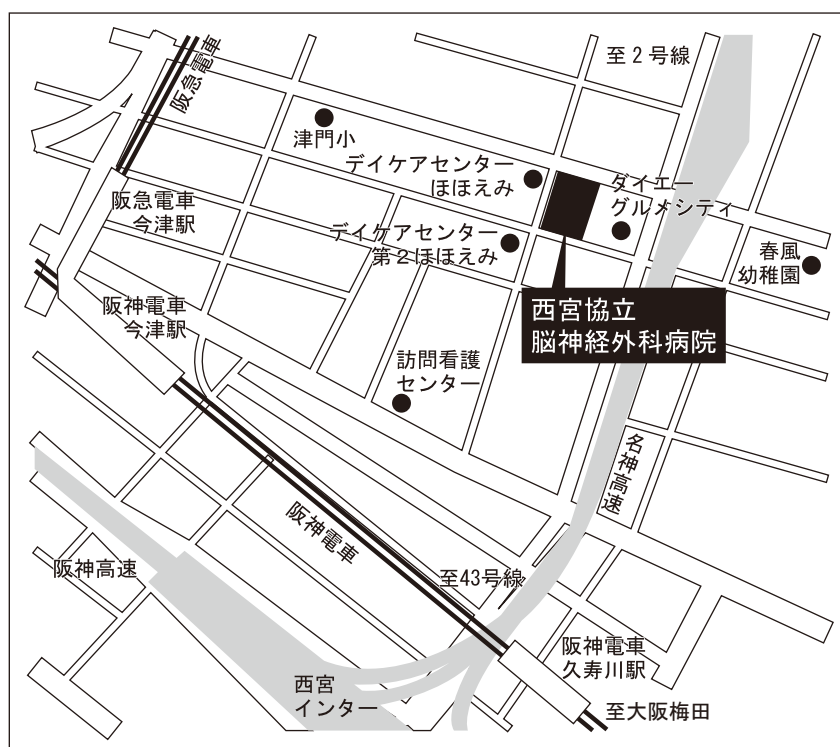 至２号線
阪急電車
津門小
デイケアセンター
ほほえみ
ダイエー
グルメシティ
阪急電車
今津駅
デイケアセンター
第２ほほえみ
春風
幼稚園
阪神電車
今津駅
西宮協立
脳神経外科病院
訪問看護
センター
名神高速
阪神電車
阪神高速
至43号線
阪神電車
久寿川駅
西宮
インター
至大阪梅田